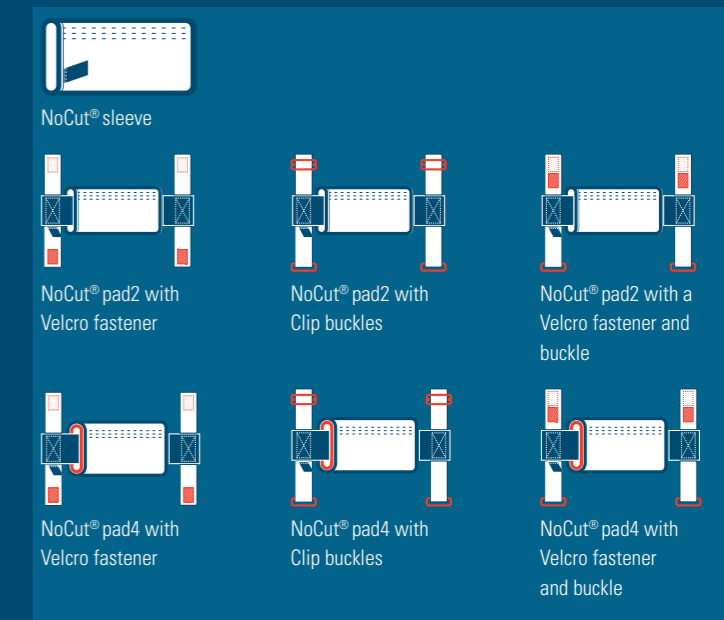 NoCut® sleeve
NoCut® pad2 with
Velcro fastener
NoCut® pad2 with
Clip buckles
NoCut® pad2 with a
Velcro fastener and
buckle
NoCut® pad4 with
Velcro fastener
NoCut® pad4 with
Clip buckles
NoCut® pad4 with
Velcro fastener
and buckle